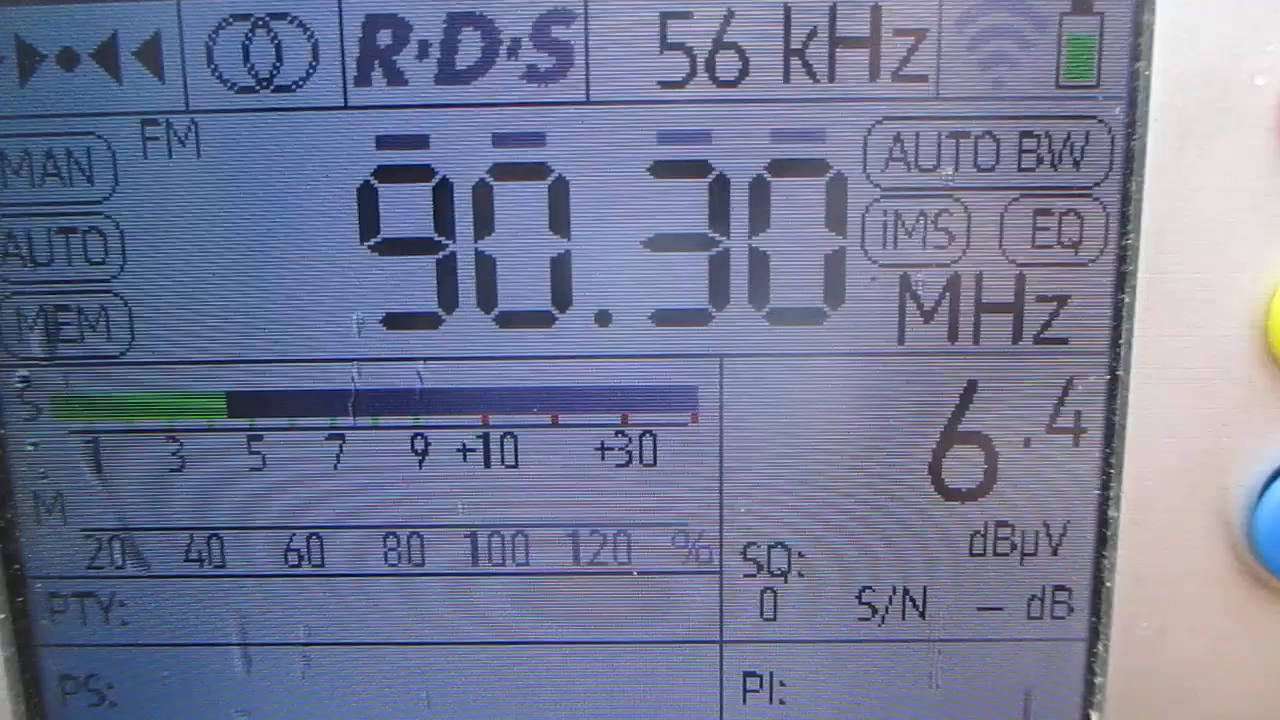 R·D·S 56 kHz
FM
MAN 90.30 AUTO BW
AUTO iMS EQ
MEM MHz
S
1 3 5 7 9 +10 +30
6.4
M
20 40 60 80 100 120 %
dBµV
SQ:
PTY: 0 S/N - dB
PS: PI: